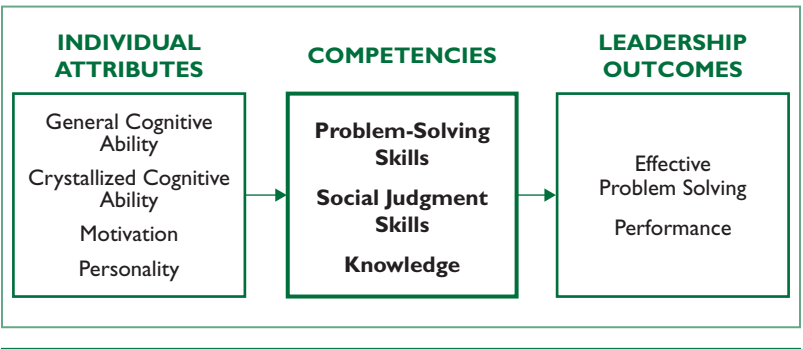 INDIVIDUAL
ATTRIBUTES
General Cognitive
Ability
Crystallized Cognitive
Ability
Motivation
Personality
COMPETENCIES
Problem-Solving
Skills
Social Judgment
Skills
Knowledge
LEADERSHIP
OUTCOMES
Effective
Problem Solving
Performance